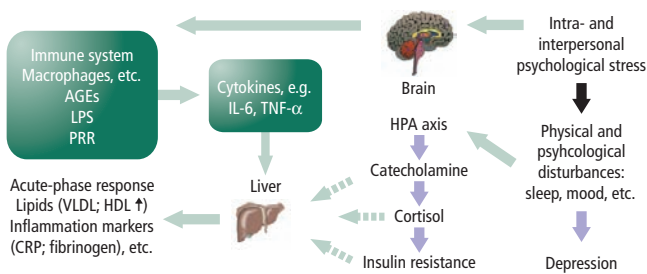 Immune system
Macrophages, etc.
AGEs
LPS
PRR
Cytokines, e.g.
IL-6, TNF-α
Brain
Intra- and
interpersonal
psychological stress
HPA axis
Catecholamine
Cortisol
Insulin resistance
Physical and
psyhcological
disturbances:
sleep, mood, etc.
Depression
Liver
Acute-phase response
Lipids (VLDL; HDL ↑)
Inflammation markers
(CRP; fibrinogen), etc.